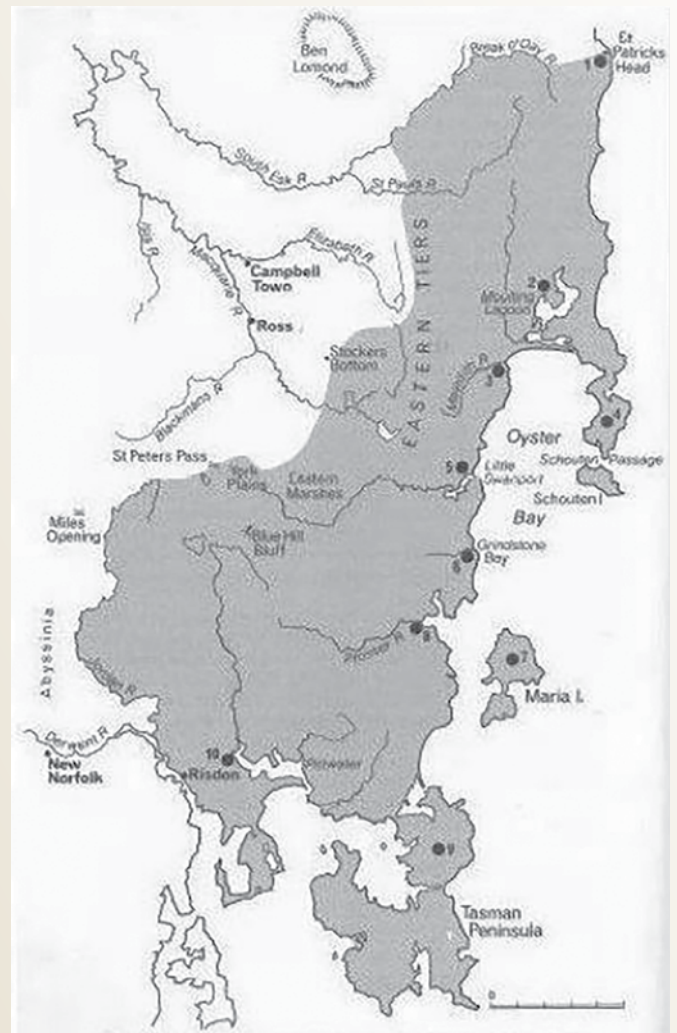 Ben
Lomond
Break o'Day R
St
Patricks
Head
1
South Esk R
St Pauls R
Elizabeth R
Isis R
Macquarie R
Campbell
Town
Ross
EASTERN TIERS
2
Moulting
Lagoon
Stockers
Bottom
3
4
Blackmans R
Oyster
Bay
St Peters Pass
York
Plains
Eastern
Marshes
5
Little
Swanport
Schouten Passage
Schouten I
Miles
Opening
Blue Hill
Bluff
6
Grindstone
Bay
Abyssinia
Jordan R
Prosser R
8
7
Maria I.
Derwent R
New
Norfolk
10
Risdon
Pittwater
9
Tasman
Peninsula
0